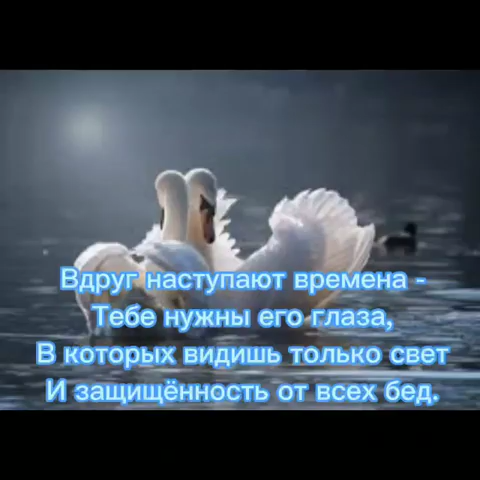 Вдруг наступают времена -
Тебе нужны его глаза,
В которых видишь только свет
И защищённость от всех бед.